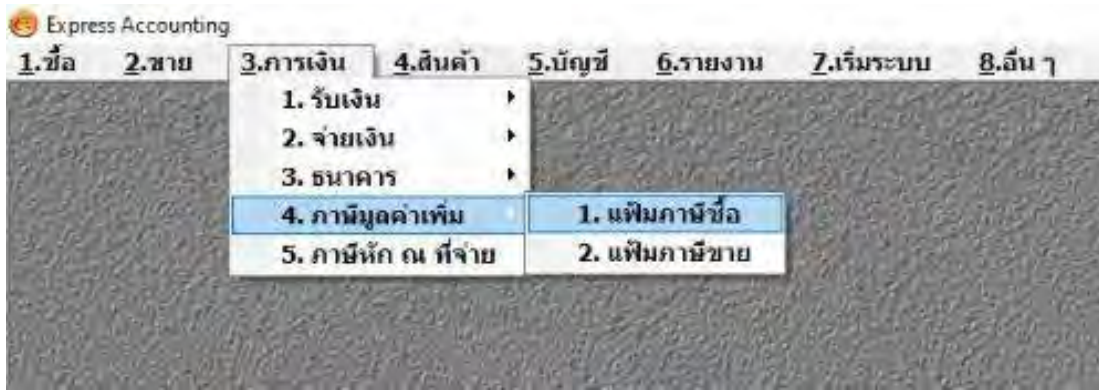 Express Accounting
1.ซื้อ 2.ขาย 3.การเงิน 4.สินค้า 5.บัญชี 6.รายงาน 7.เริ่มระบบ 8.อื่น ๆ
1. รับเงิน
2. จ่ายเงิน
3. ธนาคาร
4. ภาษีมูลค่าเพิ่ม 1. แฟ้มภาษีซื้อ
5. ภาษีหัก ณ ที่จ่าย 2. แฟ้มภาษีขาย